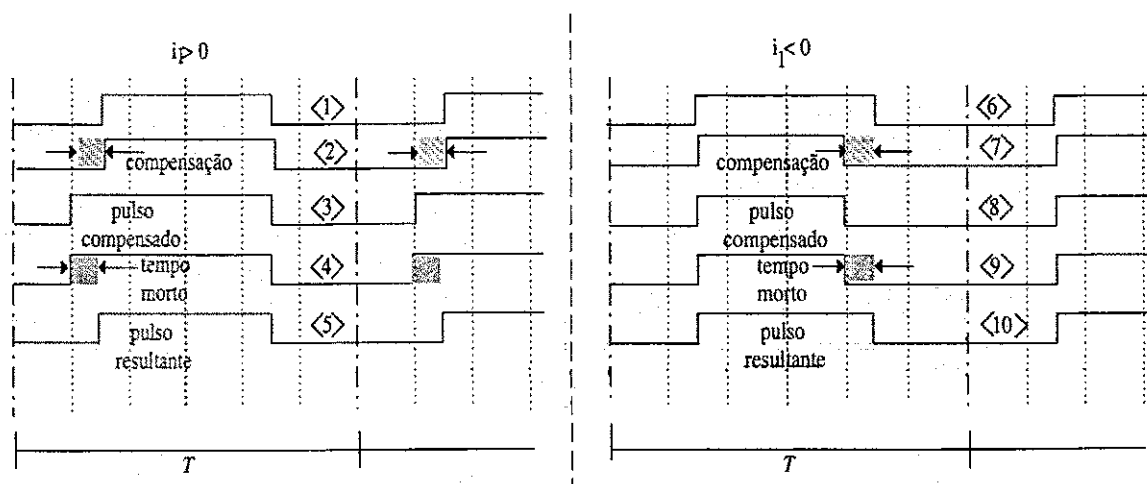 i₁> 0
<1>
<2>
compensação
<3>
pulso
compensado
<4>
tempo
morto
<5>
pulso
resultante
T
i₁< 0
<6>
<7>
compensação
<8>
pulso
compensado
<9>
tempo
morto
<10>
pulso
resultante
T